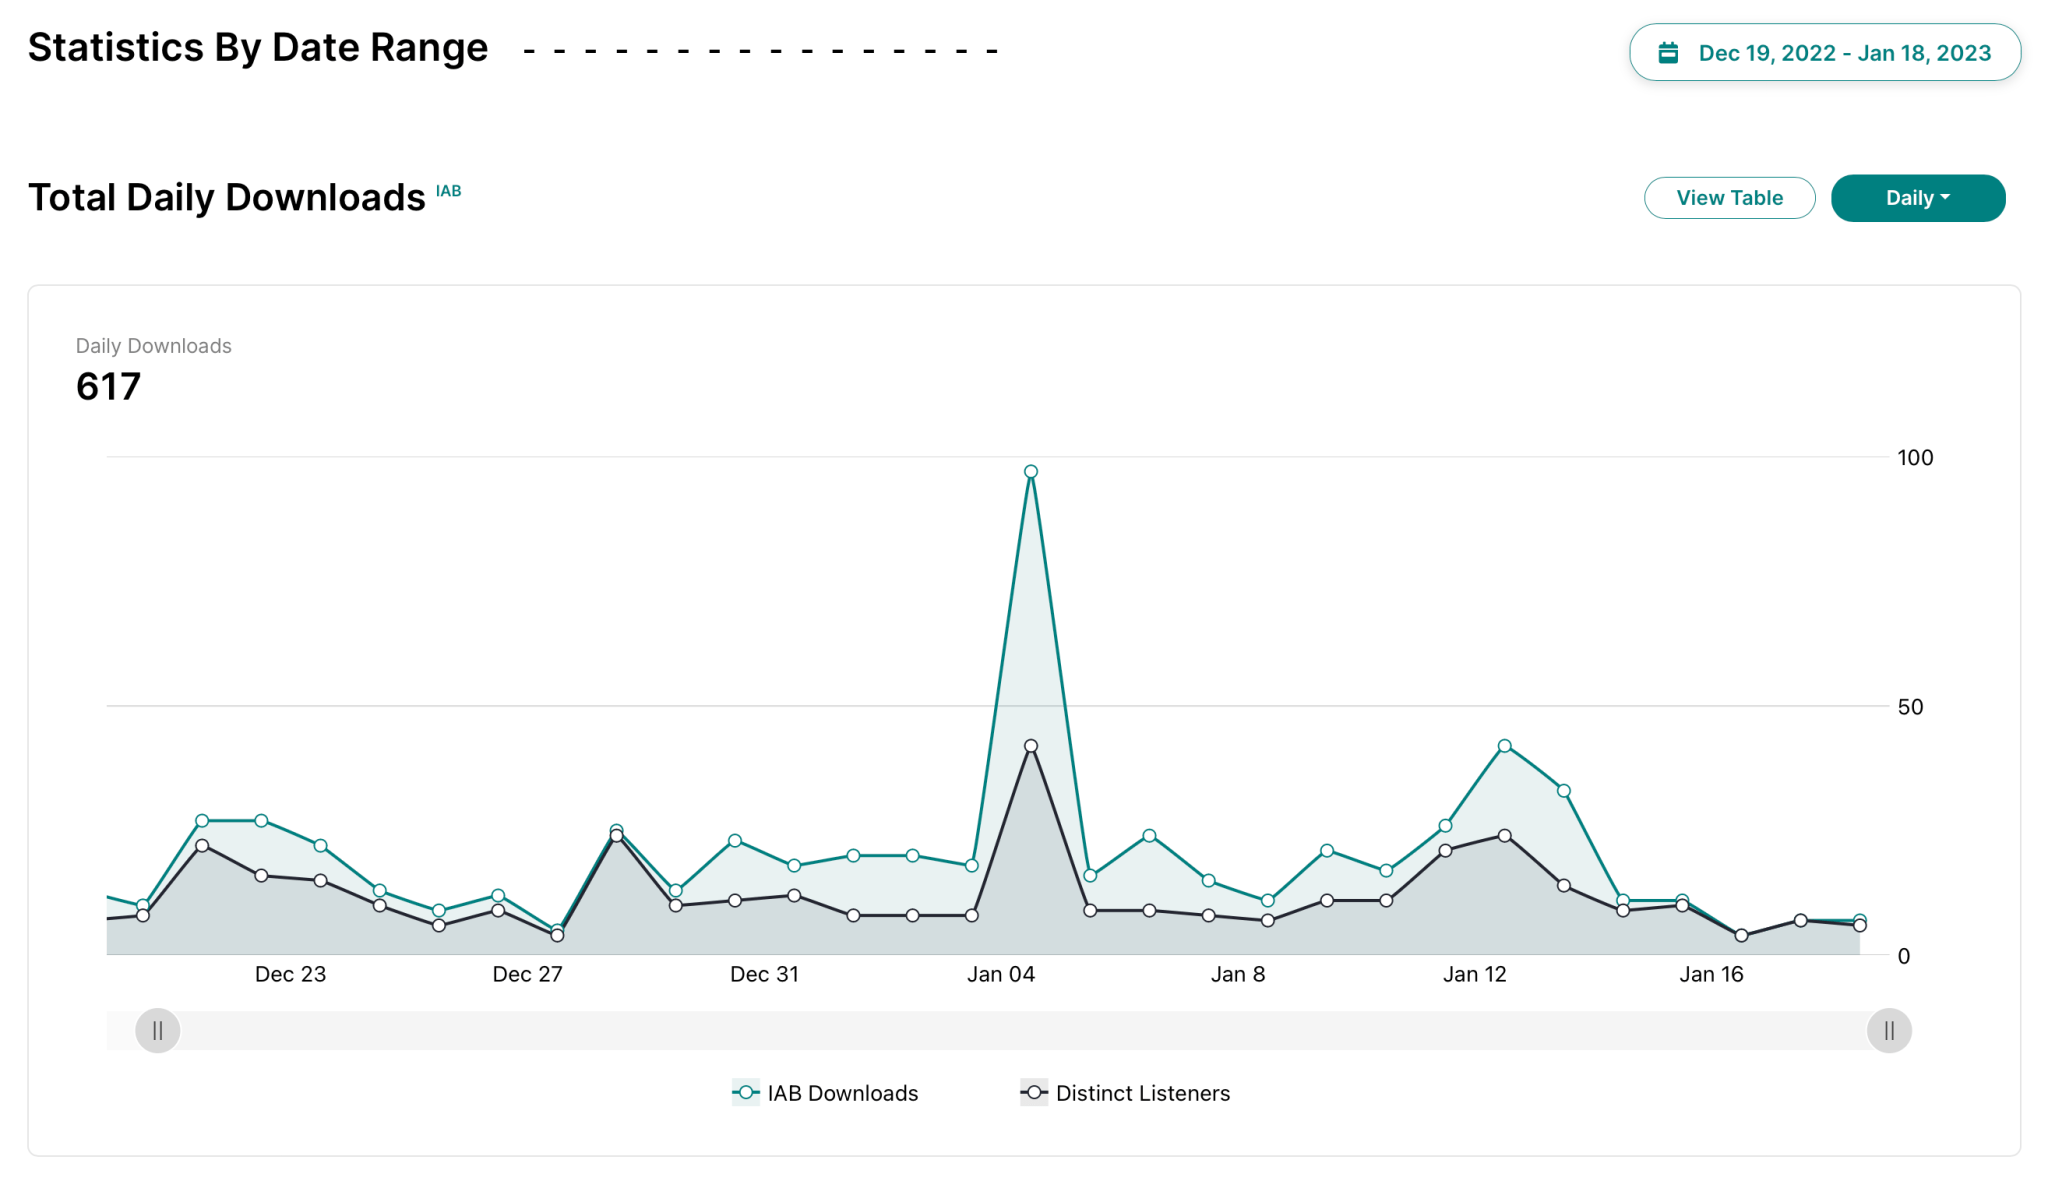 Statistics By Date Range - - - - - - - - - - - - - - - -
Dec 19, 2022 - Jan 18, 2023
Total Daily Downloads IAB
View Table
Daily
Daily Downloads
617
100
50
0
Dec 23 Dec 27 Dec 31 Jan 04 Jan 8 Jan 12 Jan 16
IAB Downloads
Distinct Listeners